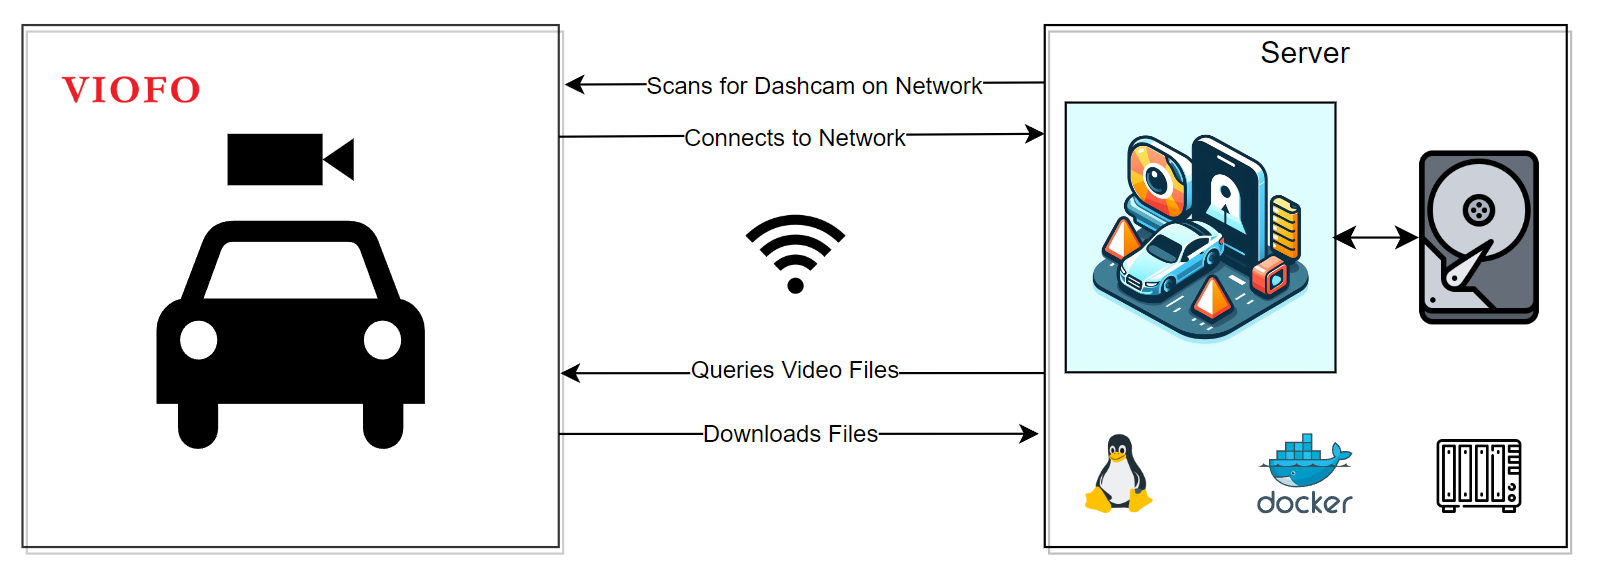 VIOFO
Server
Scans for Dashcam on Network
Connects to Network
Queries Video Files
Downloads Files
docker